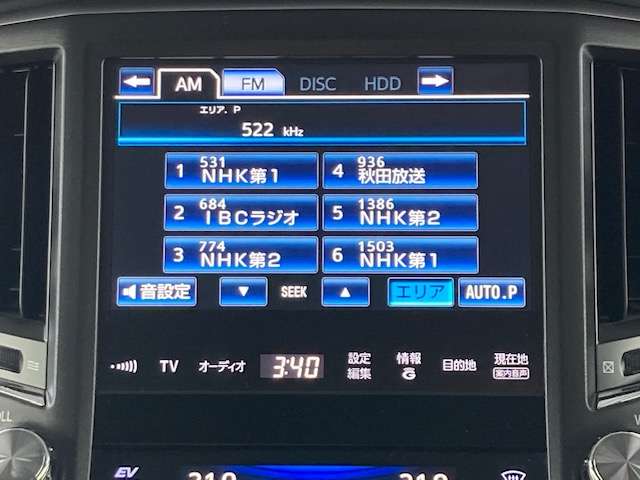 AM FM DISC HDD
エリア.P
522 kHz
1 531 NHK第1
4 936 秋田放送
2 684 IBCラジオ
5 1386 NHK第2
3 774 NHK第2
6 1503 NHK第1
音設定 SEEK エリア AUTO.P
TV オーディオ 3:40 設定編集 情報G 目的地 現在地 案内音声
EV